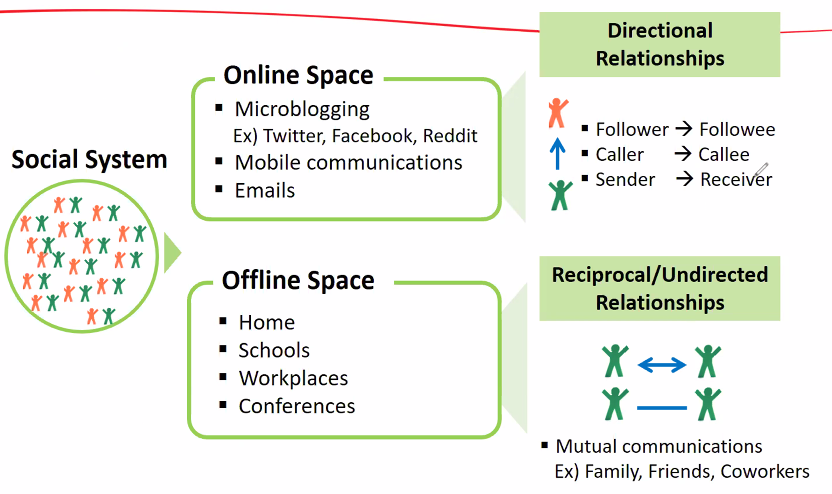 Social System
Online Space
▪ Microblogging
Ex) Twitter, Facebook, Reddit
▪ Mobile communications
▪ Emails
Directional
Relationships
▪ Follower → Followee
▪ Caller → Callee
▪ Sender → Receiver
Offline Space
▪ Home
▪ Schools
▪ Workplaces
▪ Conferences
Reciprocal/Undirected
Relationships
▪ Mutual communications
Ex) Family, Friends, Coworkers